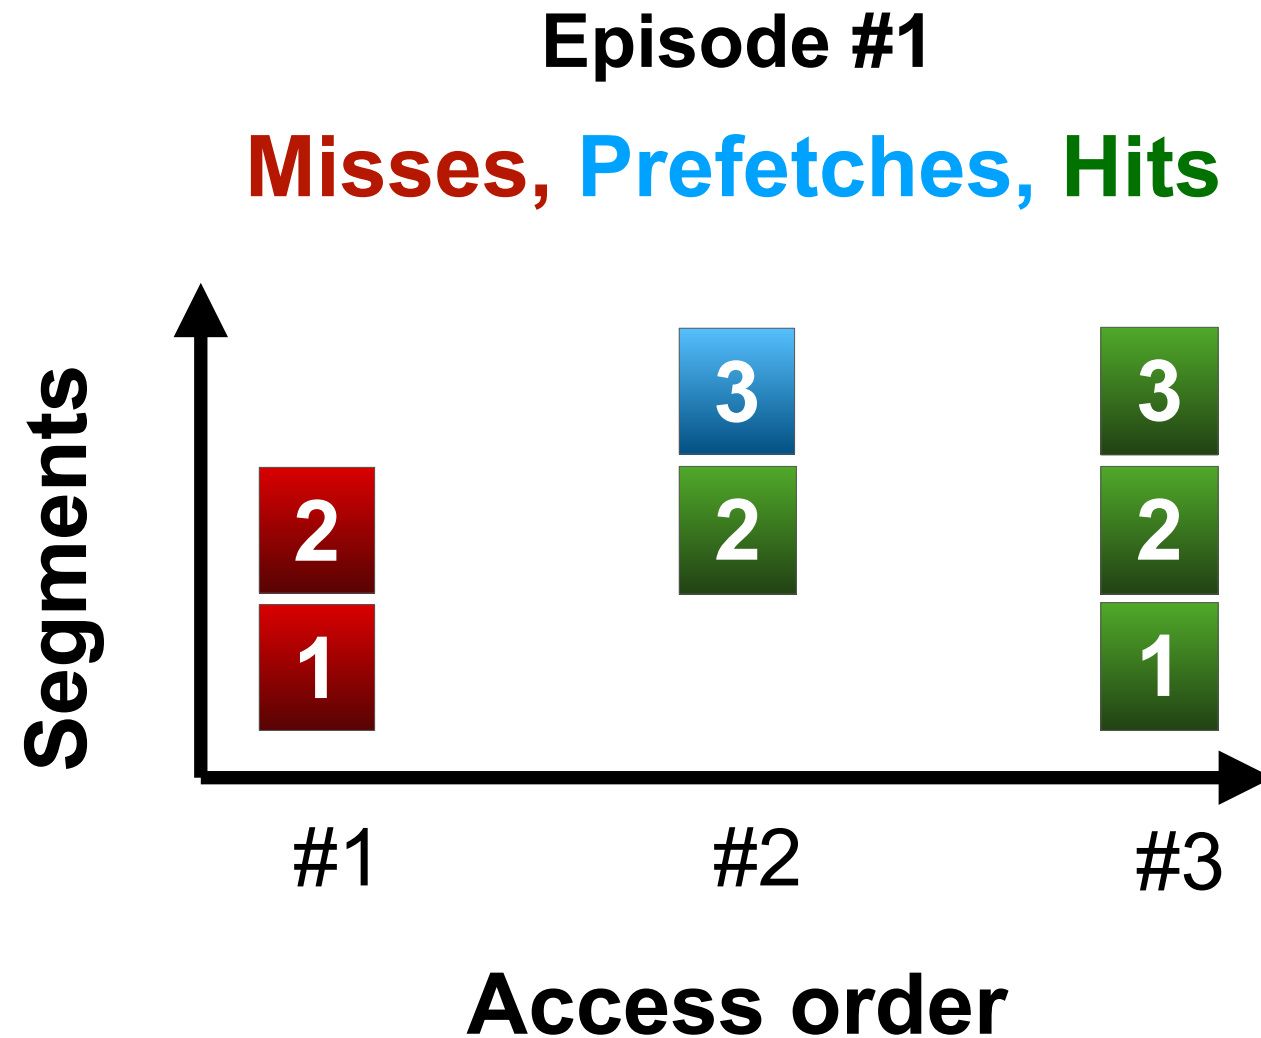 Episode #1
Misses, Prefetches, Hits
Segments
3 3
2 2 2
1 1
#1 #2 #3
Access order